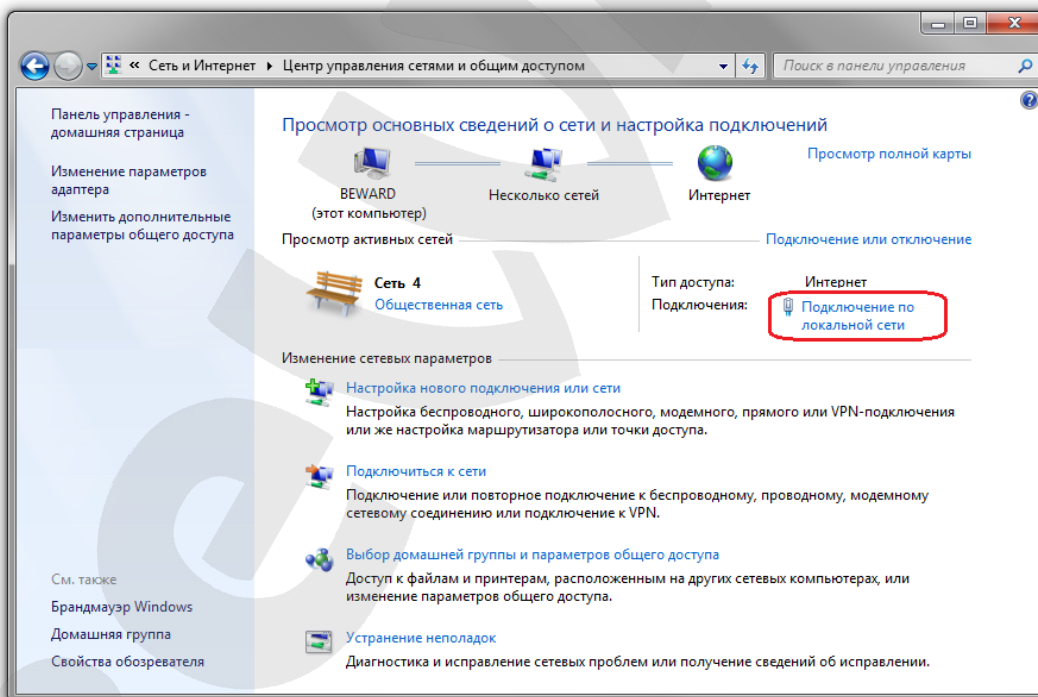 « Сеть и Интернет Центр управления сетями и общим доступом Поиск в панели управления
Панель управления -
домашняя страница
Изменение параметров
адаптера
Изменить дополнительные
параметры общего доступа
См. также
Брандмауэр Windows
Домашняя группа
Свойства обозревателя
Просмотр основных сведений о сети и настройка подключений
BEWARD
(этот компьютер)
Несколько сетей
Интернет
Просмотр полной карты
Просмотр активных сетей
Подключение или отключение
Сеть 4
Общественная сеть
Тип доступа: Интернет
Подключения: Подключение по
локальной сети
Изменение сетевых параметров
Настройка нового подключения или сети
Настройка беспроводного, широкополосного, модемного, прямого или VPN-подключения
или же настройка маршрутизатора или точки доступа.
Подключиться к сети
Подключение или повторное подключение к беспроводному, проводному, модемному
сетевому соединению или подключение к VPN.
Выбор домашней группы и параметров общего доступа
Доступ к файлам и принтерам, расположенным на других сетевых компьютерах, или
изменение параметров общего доступа.
Устранение неполадок
Диагностика и исправление сетевых проблем или получение сведений об исправлении.